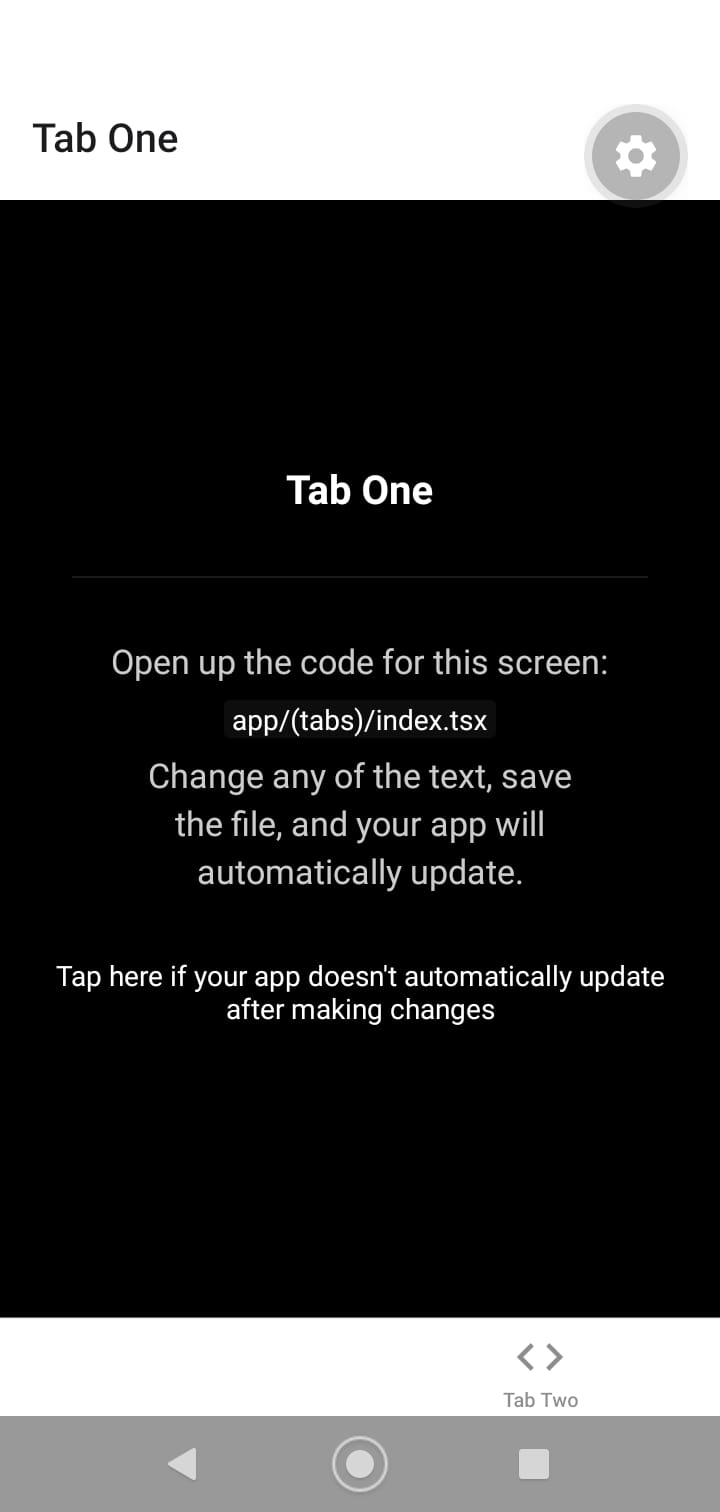 Tab One
Tab One
Open up the code for this screen:
app/(tabs)/index.tsx
Change any of the text, save
the file, and your app will
automatically update.
Tap here if your app doesn't automatically update
after making changes
Tab Two